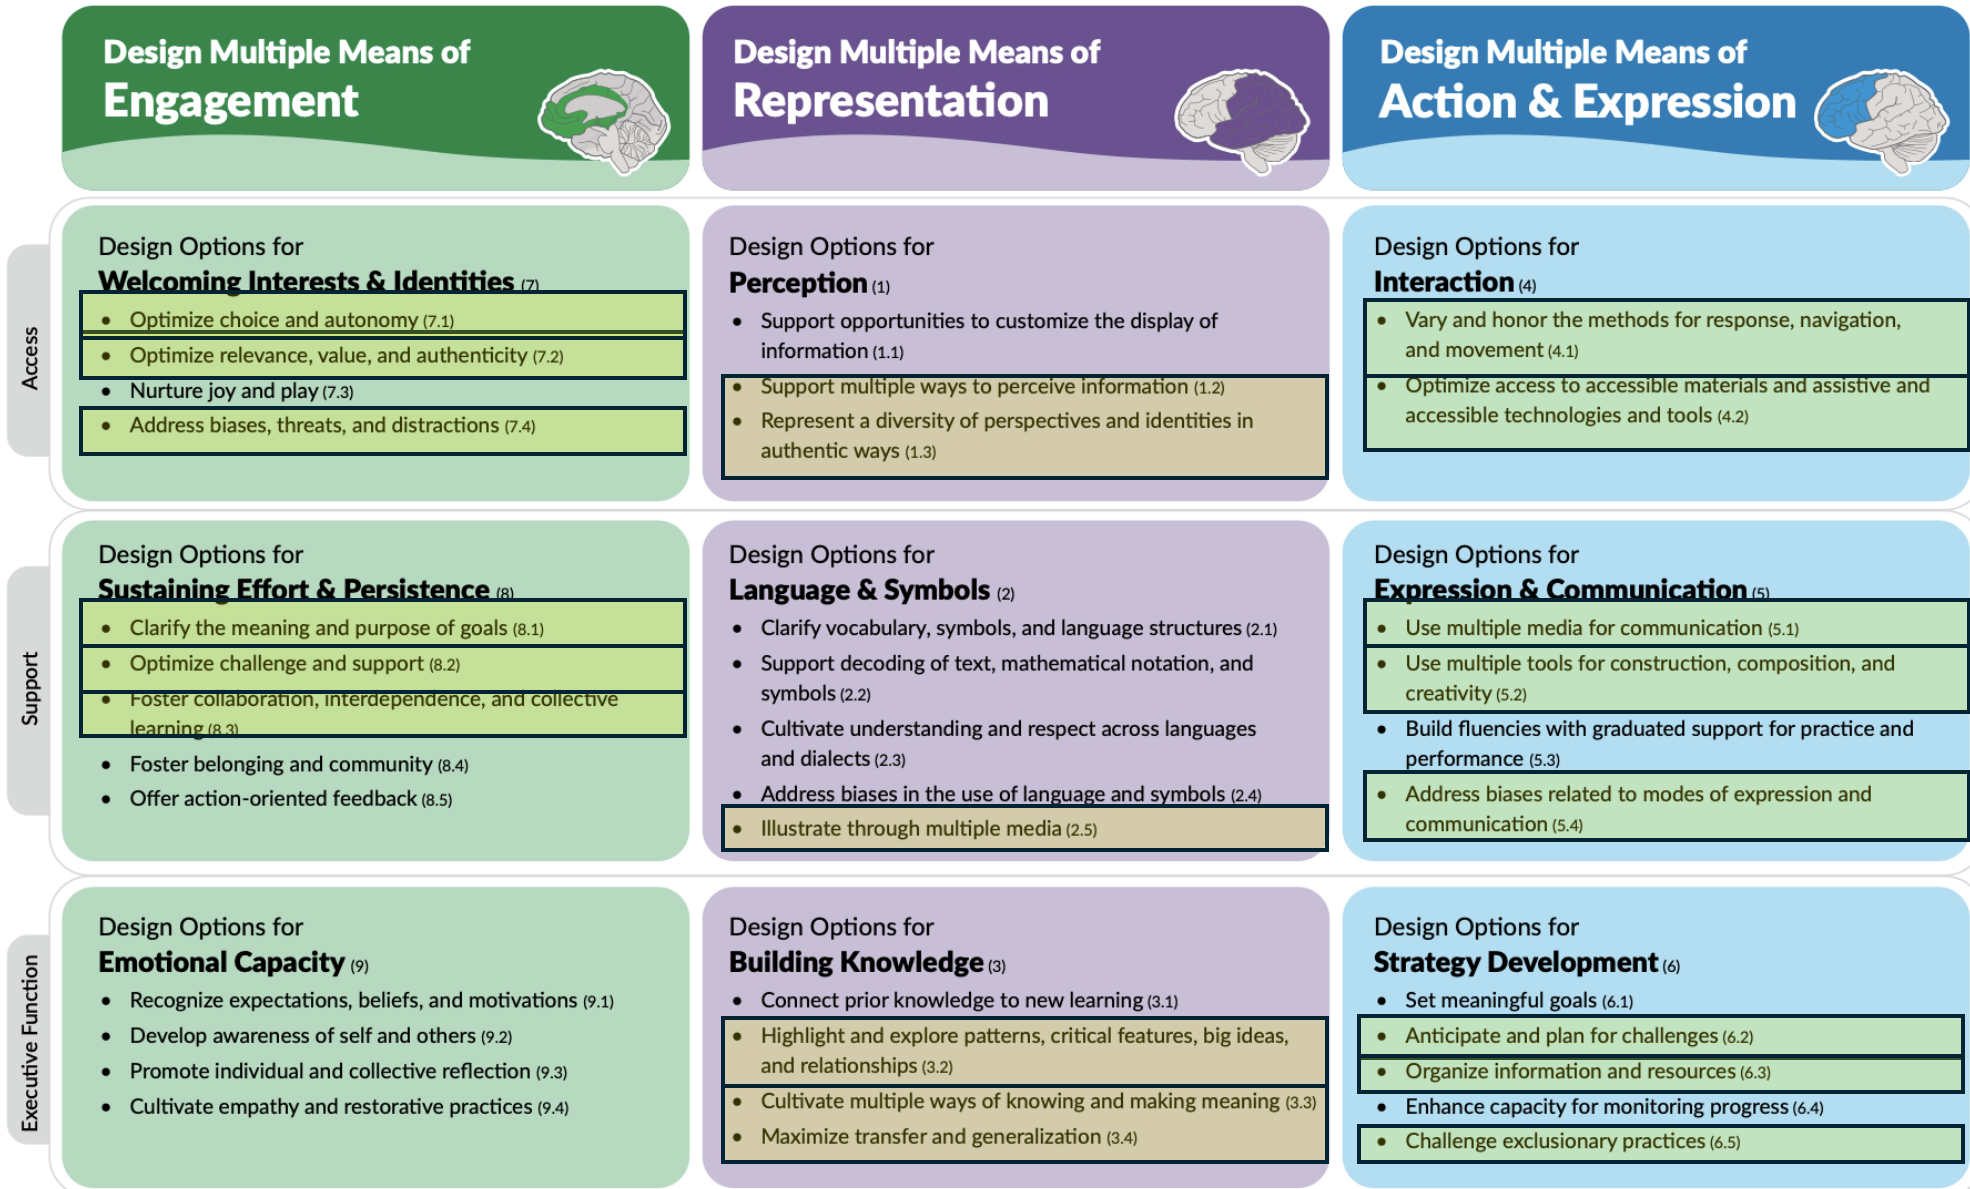 Design Multiple Means of
Engagement
Design Multiple Means of
Representation
Design Multiple Means of
Action & Expression
Access
Design Options for
Welcoming Interests & Identities (7)
• Optimize choice and autonomy (7.1)
• Optimize relevance, value, and authenticity (7.2)
• Nurture joy and play (7.3)
• Address biases, threats, and distractions (7.4)
Design Options for
Perception (1)
• Support opportunities to customize the display of
information (1.1)
• Support multiple ways to perceive information (1.2)
• Represent a diversity of perspectives and identities in
authentic ways (1.3)
Design Options for
Interaction (4)
• Vary and honor the methods for response, navigation,
and movement (4.1)
• Optimize access to accessible materials and assistive and
accessible technologies and tools (4.2)
Support
Design Options for
Sustaining Effort & Persistence (8)
• Clarify the meaning and purpose of goals (8.1)
• Optimize challenge and support (8.2)
• Foster collaboration, interdependence, and collective
learning (8.3)
• Foster belonging and community (8.4)
• Offer action-oriented feedback (8.5)
Design Options for
Language & Symbols (2)
• Clarify vocabulary, symbols, and language structures (2.1)
• Support decoding of text, mathematical notation, and
symbols (2.2)
• Cultivate understanding and respect across languages
and dialects (2.3)
• Address biases in the use of language and symbols (2.4)
• Illustrate through multiple media (2.5)
Design Options for
Expression & Communication (5)
• Use multiple media for communication (5.1)
• Use multiple tools for construction, composition, and
creativity (5.2)
• Build fluencies with graduated support for practice and
performance (5.3)
• Address biases related to modes of expression and
communication (5.4)
Executive Function
Design Options for
Emotional Capacity (9)
• Recognize expectations, beliefs, and motivations (9.1)
• Develop awareness of self and others (9.2)
• Promote individual and collective reflection (9.3)
• Cultivate empathy and restorative practices (9.4)
Design Options for
Building Knowledge (3)
• Connect prior knowledge to new learning (3.1)
• Highlight and explore patterns, critical features, big ideas,
and relationships (3.2)
• Cultivate multiple ways of knowing and making meaning (3.3)
• Maximize transfer and generalization (3.4)
Design Options for
Strategy Development (6)
• Set meaningful goals (6.1)
• Anticipate and plan for challenges (6.2)
• Organize information and resources (6.3)
• Enhance capacity for monitoring progress (6.4)
• Challenge exclusionary practices (6.5)